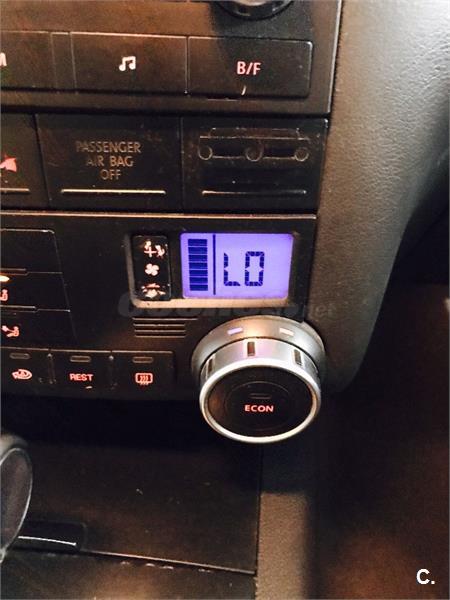 B/F
PASSENGER
AIR BAG
OFF
LO
REST
ECON
C.